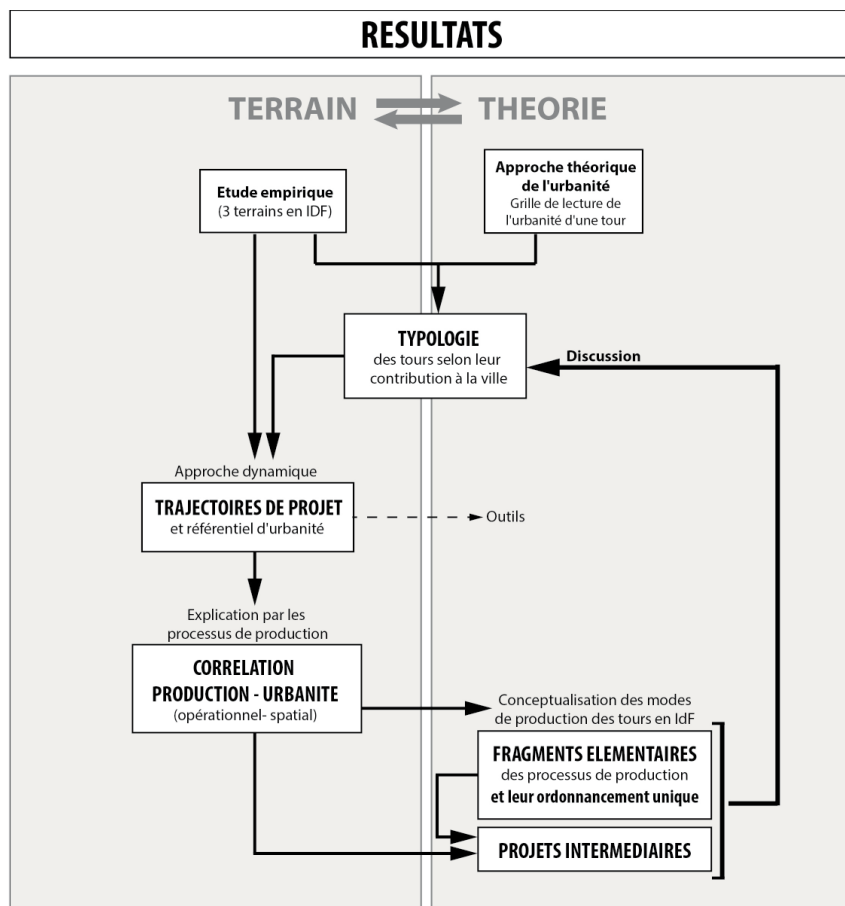 RESULTATS
TERRAIN
THEORIE
Etude empirique
(3 terrains en IDF)
Approche théorique
de l'urbanité
Grille de lecture de
l'urbanité d'une tour
TYPOLOGIE
des tours selon leur
contribution à la ville
Discussion
Approche dynamique
TRAJECTOIRES DE PROJET
et référentiel d'urbanité
Outils
Explication par les
processus de production
CORRELATION
PRODUCTION - URBANITE
(opérationnel- spatial)
Conceptualisation des modes
de production des tours en IdF
FRAGMENTS ELEMENTAIRES
des processus de production
et leur ordonnancement unique
PROJETS INTERMEDIAIRES